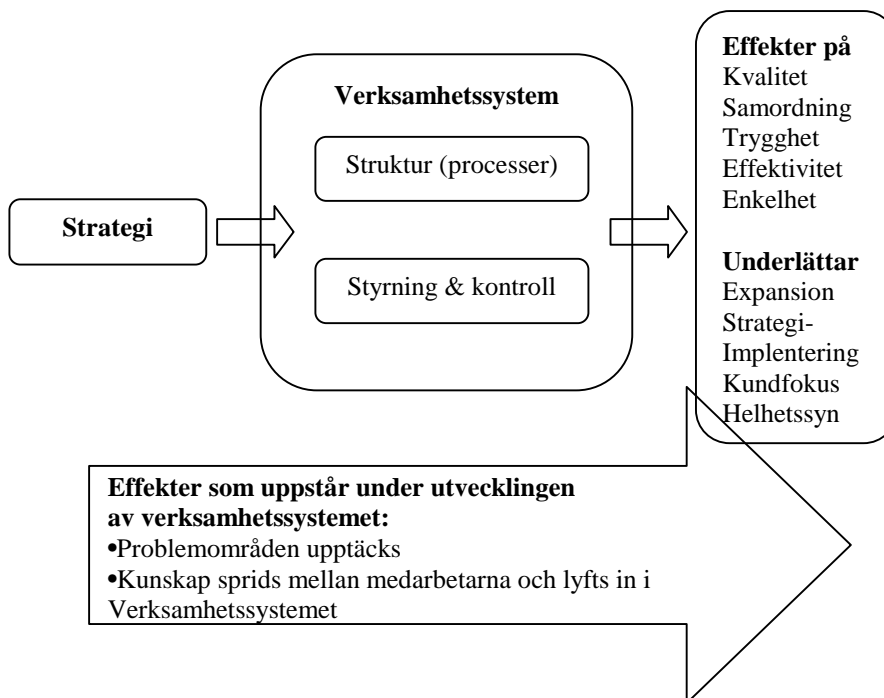 Strategi
Verksamhetssystem
Struktur (processer)
Styrning & kontroll
Effekter på
Kvalitet
Samordning
Trygghet
Effektivitet
Enkelhet
Underlättar
Expansion
Strategi-
Implentering
Kundfokus
Helhetssyn
Effekter som uppstår under utvecklingen
av verksamhetssystemet:
•Problemområden upptäcks
•Kunskap sprids mellan medarbetarna och lyfts in i
Verksamhetssystemet